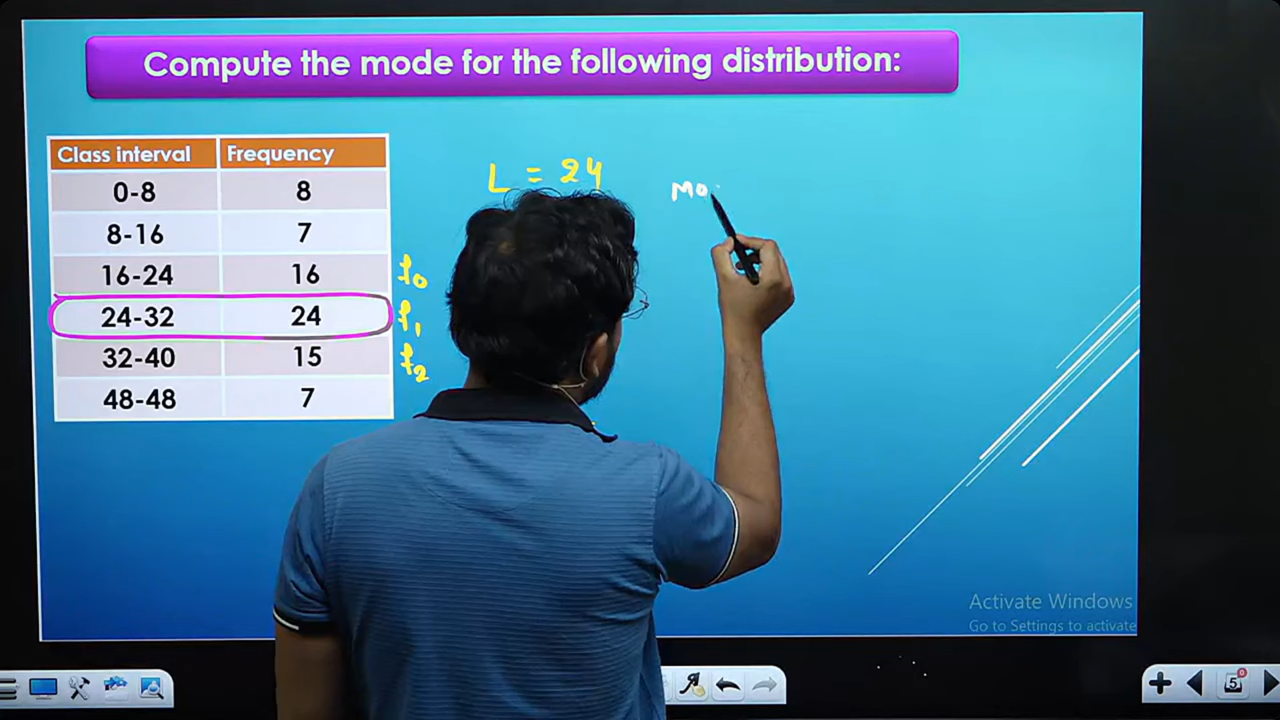 Compute the mode for the following distribution:
Class interval Frequency
0-8 8
8-16 7
16-24 16 f₀
24-32 24 f₁
32-40 15 f₂
48-48 7
L = 24
Mo
Activate Windows
Go to Settings to activate
5